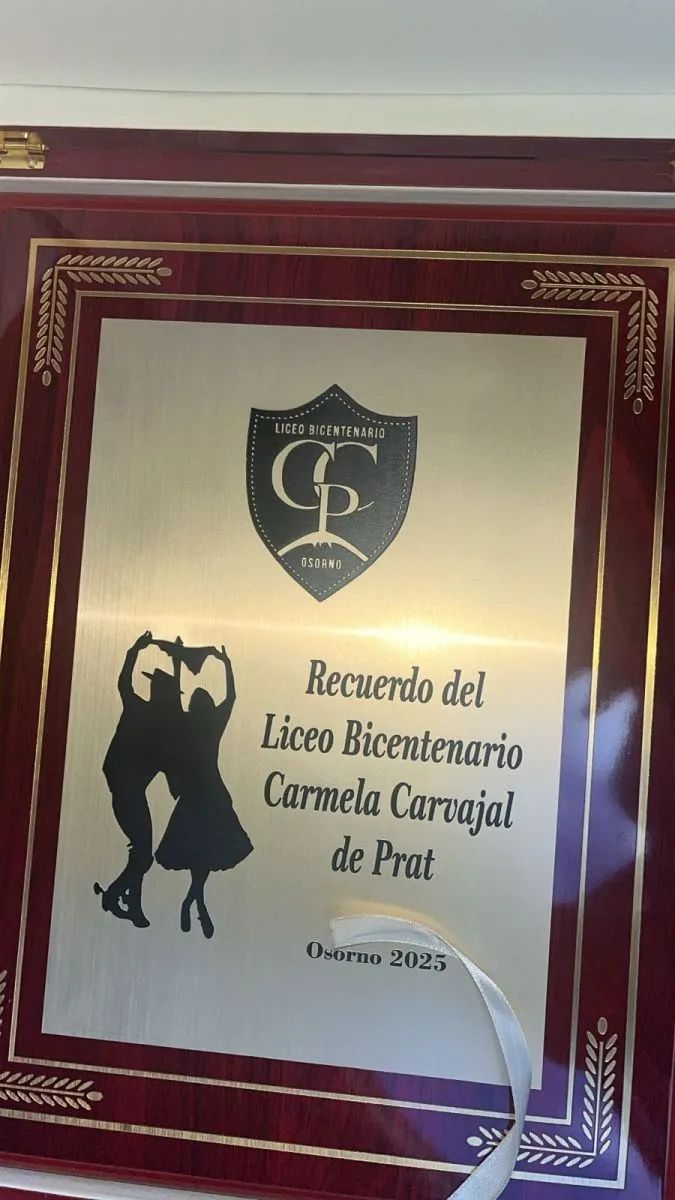 LICEO BICENTENARIO
CCP
OSORNO
Recuerdo del
Liceo Bicentenario
Carmela Carvajal
de Prat
Osorno 2025